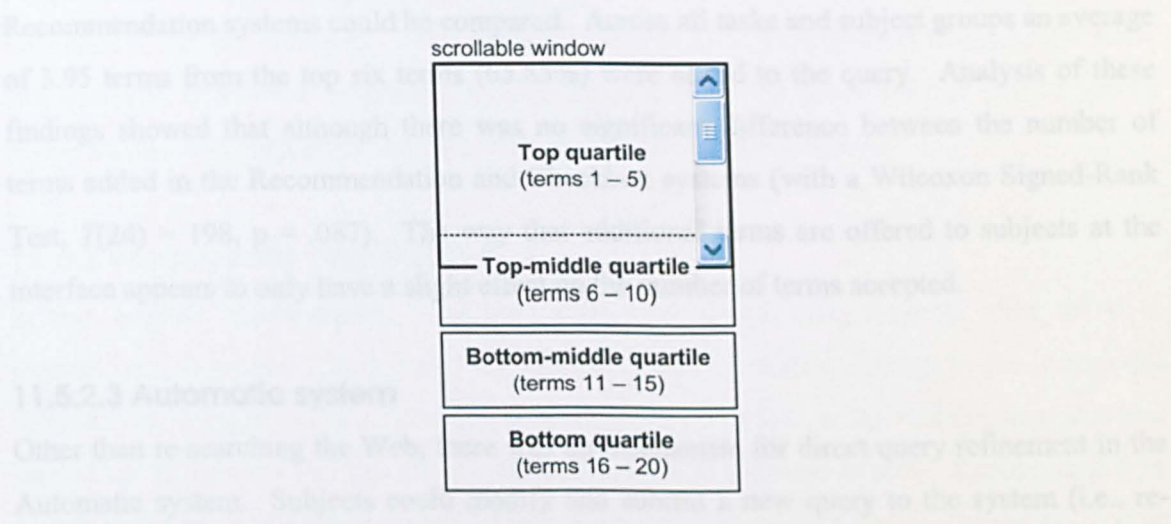 Recommendation systems could be compared. Across all tasks and subject groups an average
scrollable window
of 3.95 terms from the top six terms were added to the query. Analysis of these
findings showed that although there was no significant difference between the number of
Top quartile
(terms 1 – 5)
terms added in the Recommendation and systems (with a Wilcoxon Signed-Rank
Test, T(24) = 198, p = .087). The way that additional terms are offered to subjects at the
Top-middle quartile
(terms 6 – 10)
interface appears to only have a slight effect on the number of terms accepted.
Bottom-middle quartile
(terms 11 – 15)
11.5.2.3 Automatic system
Bottom quartile
(terms 16 – 20)
Other than re-searching the Web, there was no for direct query refinement in the
Automatic system. Subjects could modify and submit a new query to the system (i.e., re-